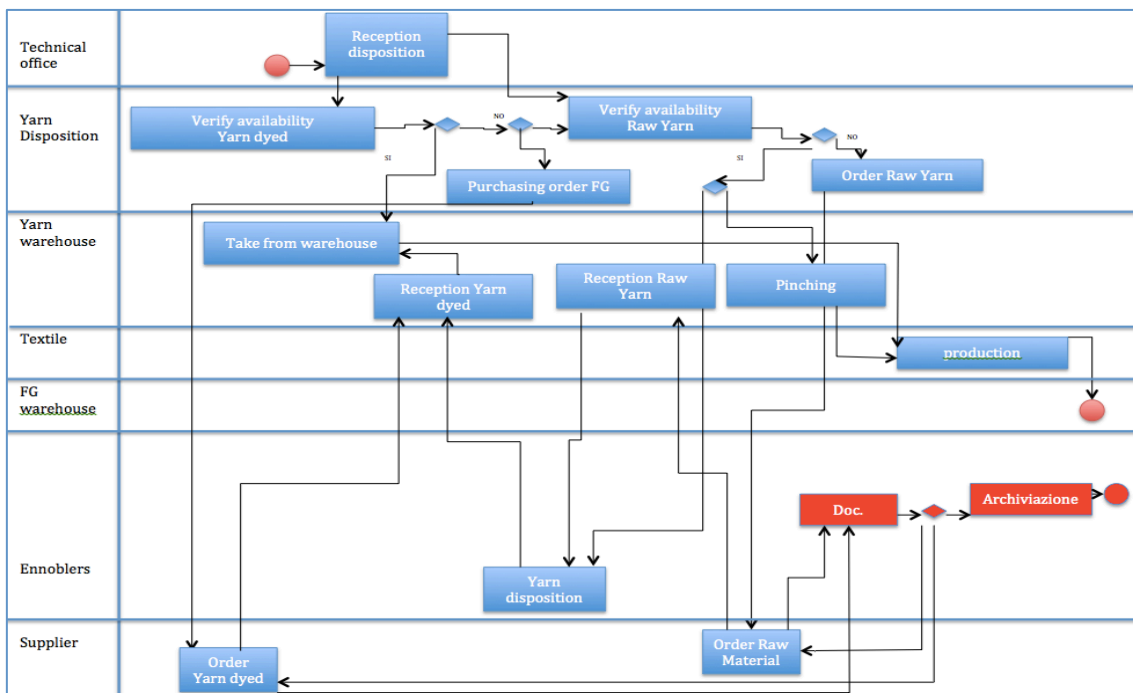 Technical
office
Reception
disposition
Yarn
Disposition
Verify availability
Yarn dyed
NO
Verify availability
Raw Yarn
NO
SI
SI
Purchasing order FG
Order Raw Yarn
Yarn
warehouse
Take from warehouse
Reception Yarn
dyed
Reception Raw
Yarn
Pinching
Textile
production
FG
warehouse
Doc.
Archiviazione
Ennoblers
Yarn
disposition
Supplier
Order
Yarn dyed
Order Raw
Material